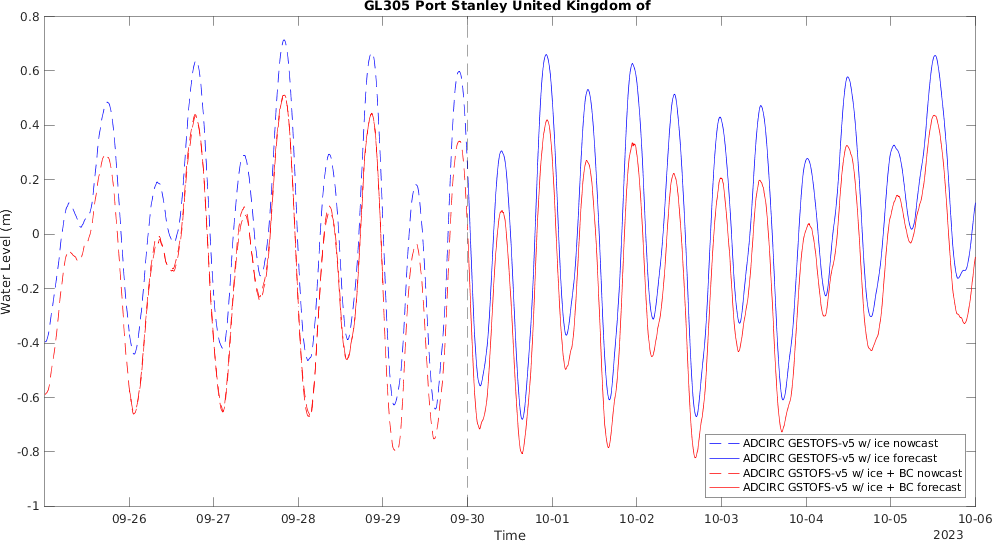 GL305 Port Stanley United Kingdom of
0.8
0.6
0.4
0.2
0
-0.2
-0.4
-0.6
-0.8
-1
Water Level (m)
ADCIRC GESTOFS-v5 w/ ice nowcast
ADCIRC GESTOFS-v5 w/ ice forecast
ADCIRC GSTOFS-v5 w/ ice + BC nowcast
ADCIRC GSTOFS-v5 w/ ice + BC forecast
09-26 09-27 09-28 09-29 09-30 10-01 10-02 10-03 10-04 10-05 10-06
Time
2023